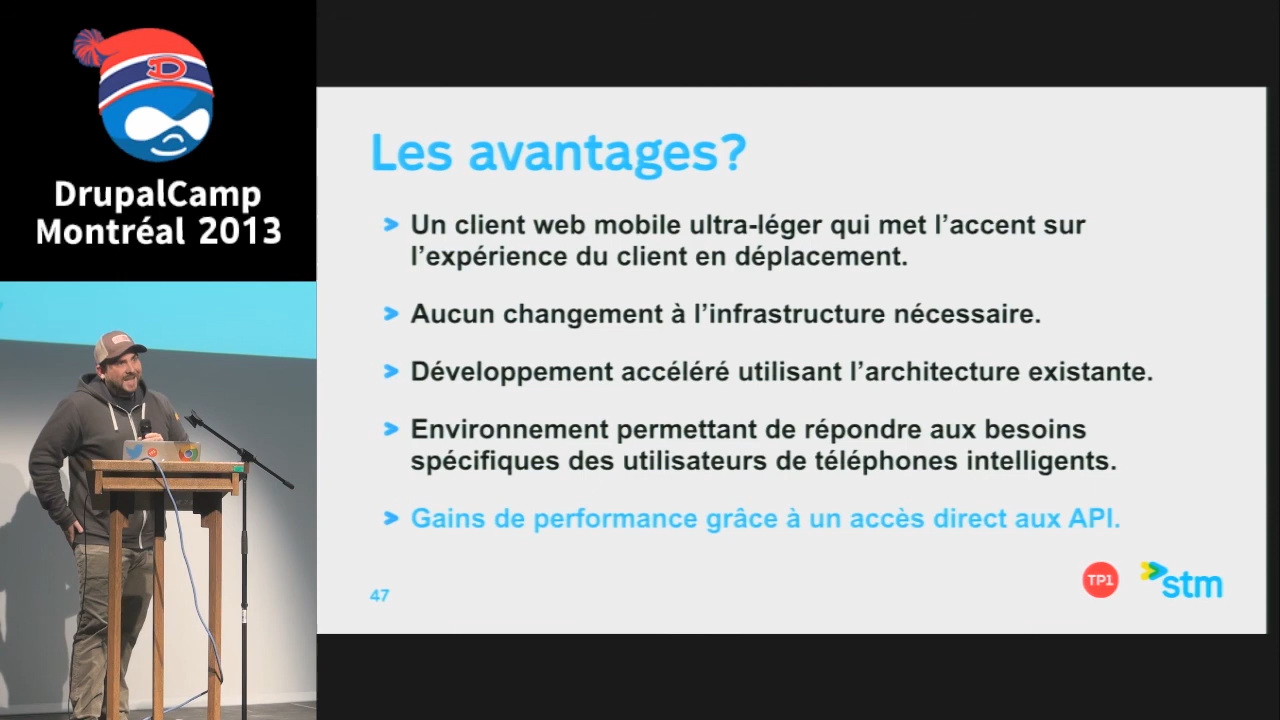 DrupalCamp
Montréal 2013
Les avantages?
Un client web mobile ultra-léger qui met l’accent sur
l’expérience du client en déplacement.
Aucun changement à l’infrastructure nécessaire.
Développement accéléré utilisant l’architecture existante.
Environnement permettant de répondre aux besoins
spécifiques des utilisateurs de téléphones intelligents.
Gains de performance grâce à un accès direct aux API.
47
TP1
stm